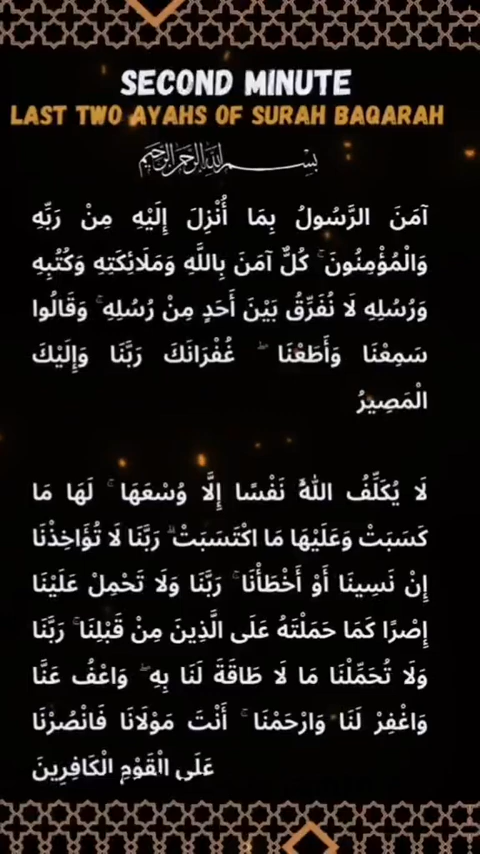 SECOND MINUTE
LAST TWO AYAHS OF SURAH BAQARAH
بِسْمِ اللَّهِ الرَّحْمَٰنِ الرَّحِيمِ
آمَنَ الرَّسُولُ بِمَا أُنْزِلَ إِلَيْهِ مِنْ رَبِّهِ
وَالْمُؤْمِنُونَ ۚ كُلٌّ آمَنَ بِاللَّهِ وَمَلَائِكَتِهِ وَكُتُبِهِ
وَرُسُلِهِ لَا نُفَرِّقُ بَيْنَ أَحَدٍ مِنْ رُسُلِهِ ۚ وَقَالُوا
سَمِعْنَا وَأَطَعْنَا ۖ غُفْرَانَكَ رَبَّنَا وَإِلَيْكَ
الْمَصِيرُ
لَا يُكَلِّفُ اللَّهُ نَفْسًا إِلَّا وُسْعَهَا ۚ لَهَا مَا
كَسَبَتْ وَعَلَيْهَا مَا اكْتَسَبَتْ ۗ رَبَّنَا لَا تُؤَاخِذْنَا
إِنْ نَسِينَا أَوْ أَخْطَأْنَا ۚ رَبَّنَا وَلَا تَحْمِلْ عَلَيْنَا
إِصْرًا كَمَا حَمَلْتَهُ عَلَى الَّذِينَ مِنْ قَبْلِنَا ۚ رَبَّنَا
وَلَا تُحَمِّلْنَا مَا لَا طَاقَةَ لَنَا بِهِ ۖ وَاعْفُ عَنَّا
وَاغْفِرْ لَنَا وَارْحَمْنَا ۚ أَنْتَ مَوْلَانَا فَانْصُرْنَا
عَلَى الْقَوْمِ الْكَافِرِينَ